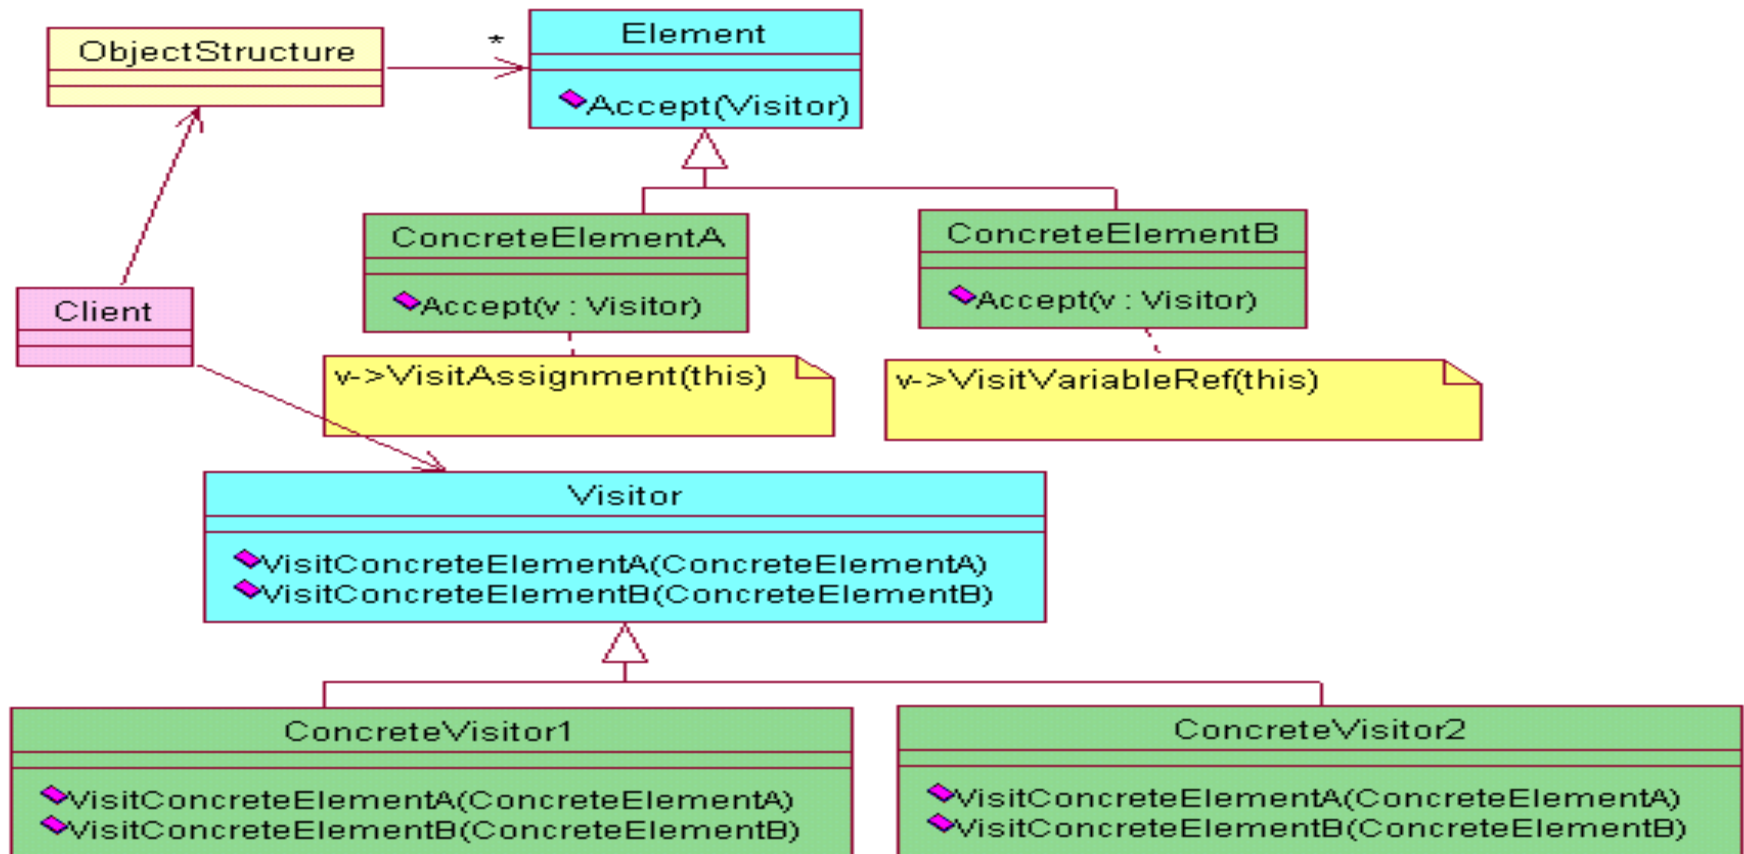 ObjectStructure
*
Element
Accept(Visitor)
ConcreteElementA
Accept(v : Visitor)
ConcreteElementB
Accept(v : Visitor)
Client
v->VisitAssignment(this)
v->VisitVariableRef(this)
Visitor
VisitConcreteElementA(ConcreteElementA)
VisitConcreteElementB(ConcreteElementB)
ConcreteVisitor1
VisitConcreteElementA(ConcreteElementA)
VisitConcreteElementB(ConcreteElementB)
ConcreteVisitor2
VisitConcreteElementA(ConcreteElementA)
VisitConcreteElementB(ConcreteElementB)